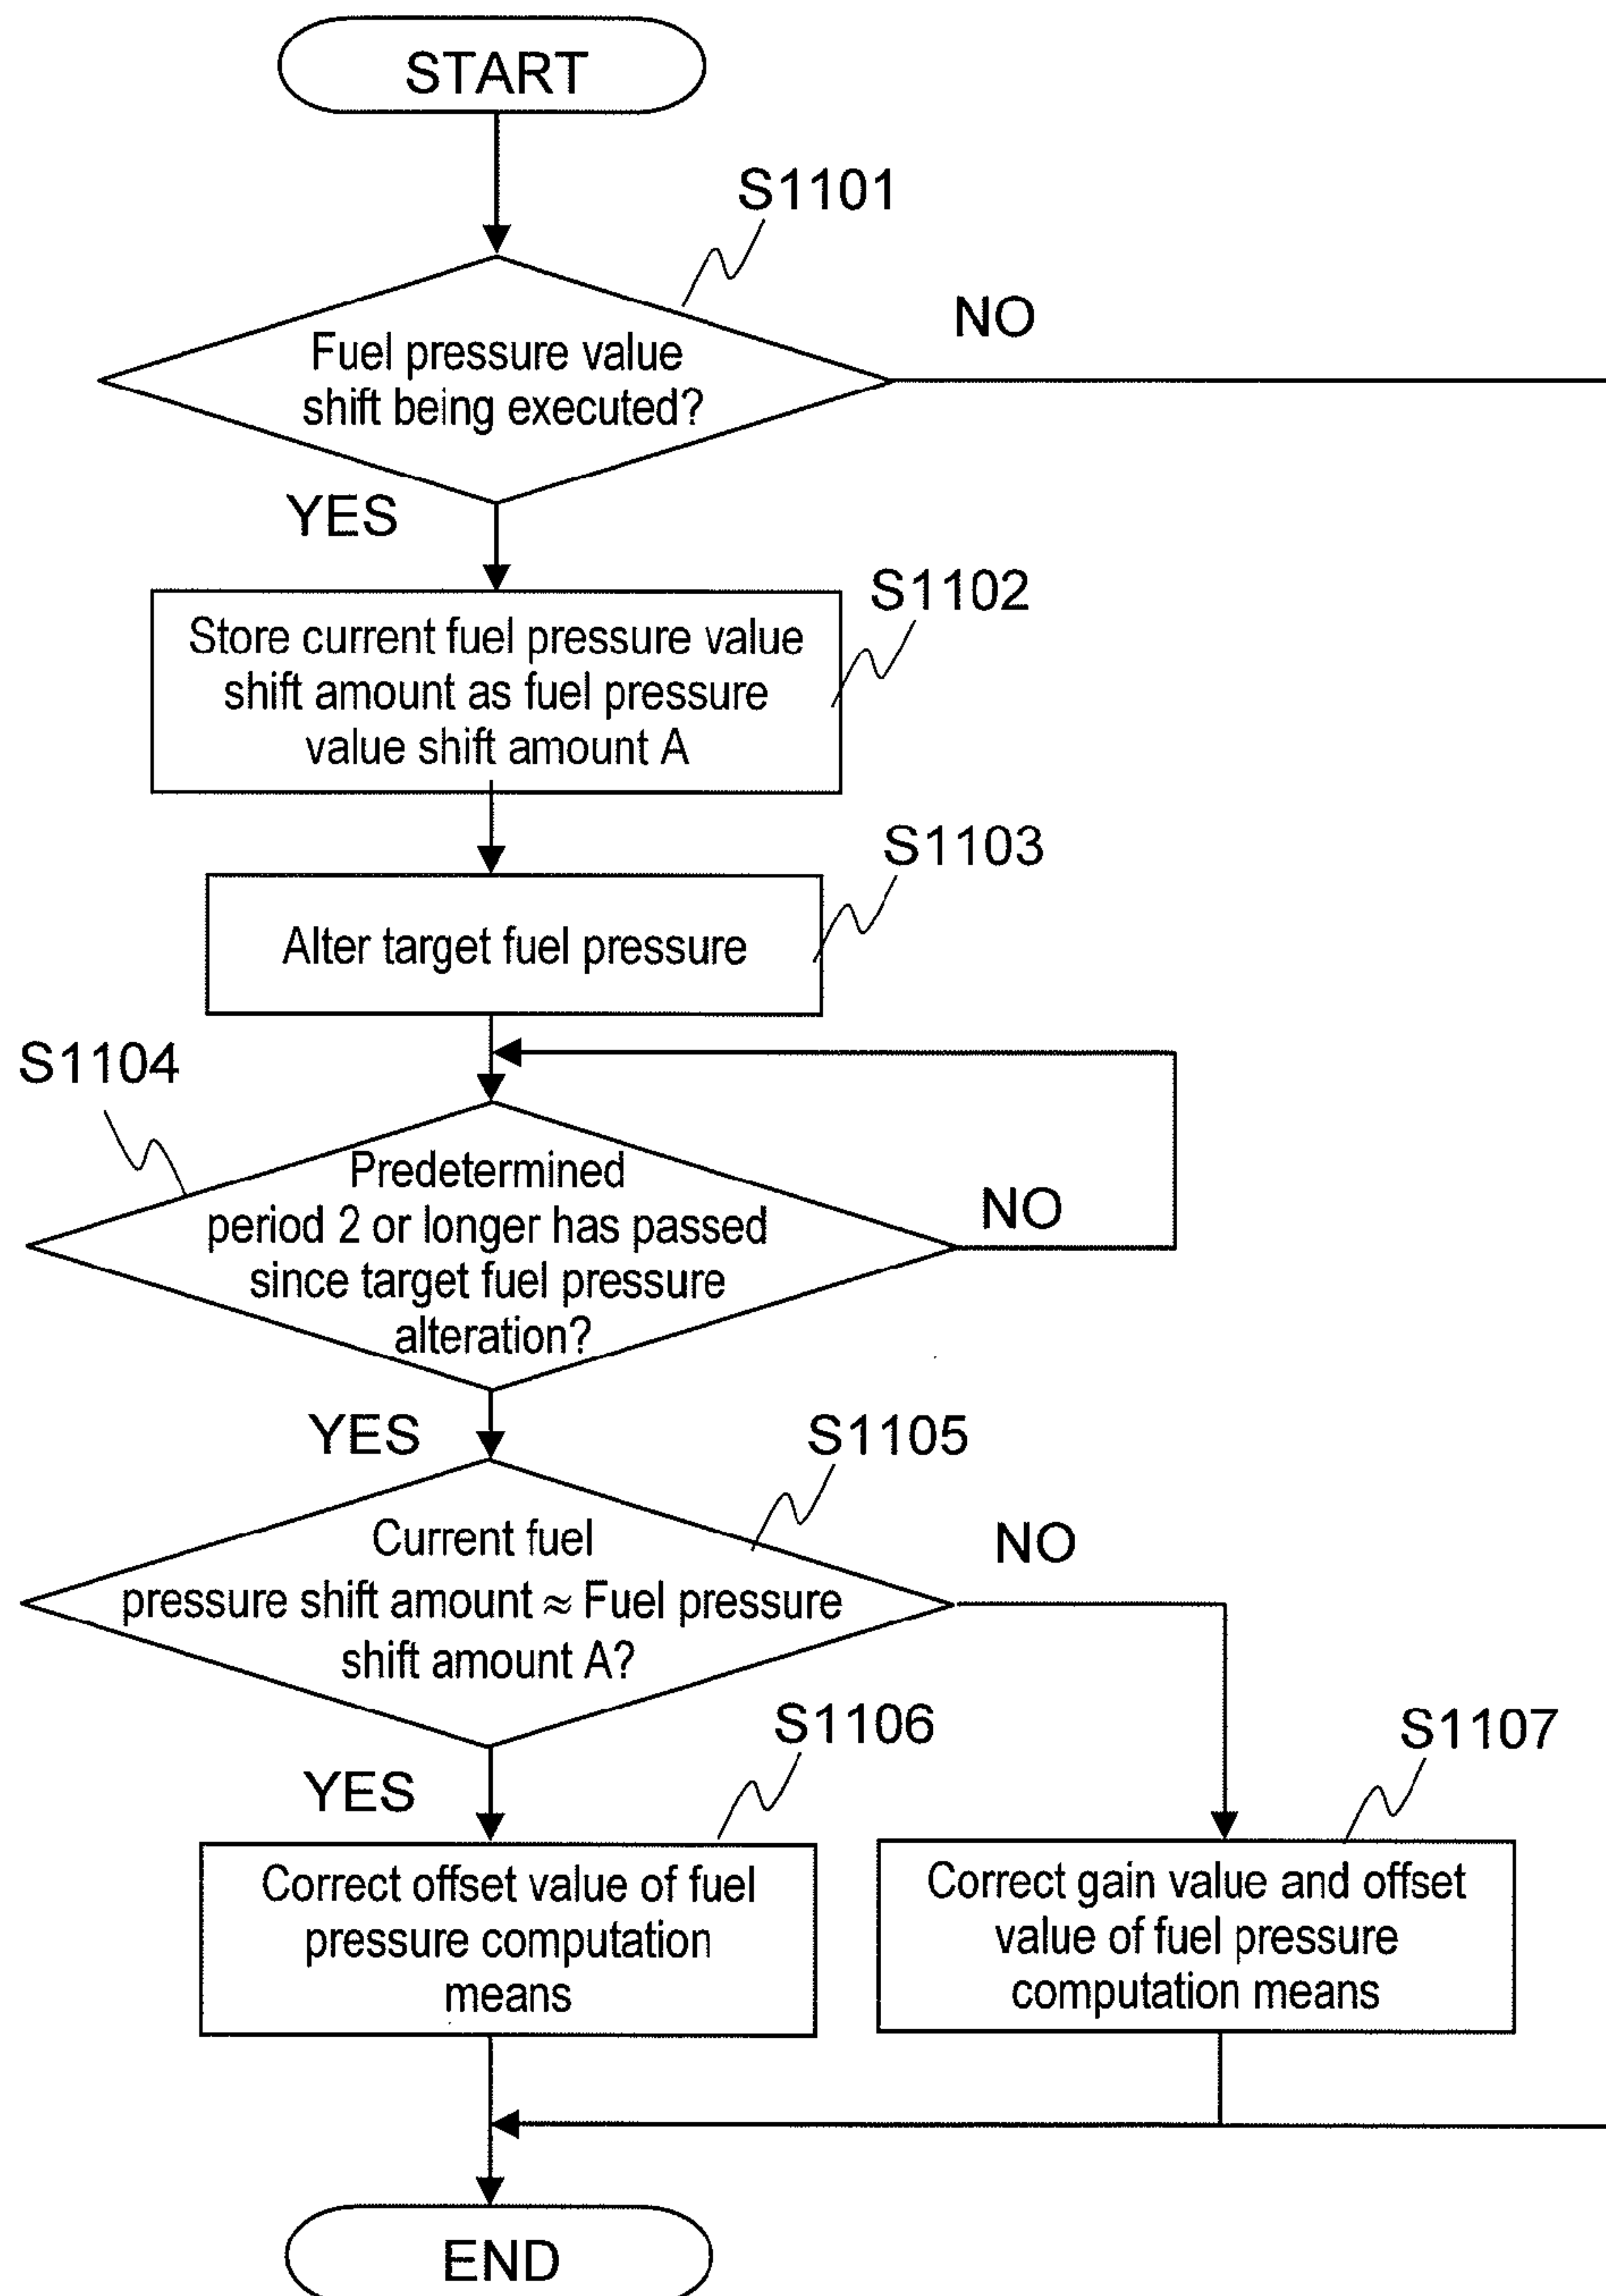 START
S1101
NO
Fuel pressure value
shift being executed?
YES
S1102
Store current fuel pressure value
shift amount as fuel pressure
value shift amount A
S1103
Alter target fuel pressure
S1104
Predetermined
period 2 or longer has passed
since target fuel pressure
alteration?
NO
YES
S1105
Current fuel
pressure shift amount ≈ Fuel pressure
shift amount A?
NO
S1106
S1107
YES
Correct offset value of fuel
pressure computation
means
Correct gain value and offset
value of fuel pressure
computation means
END